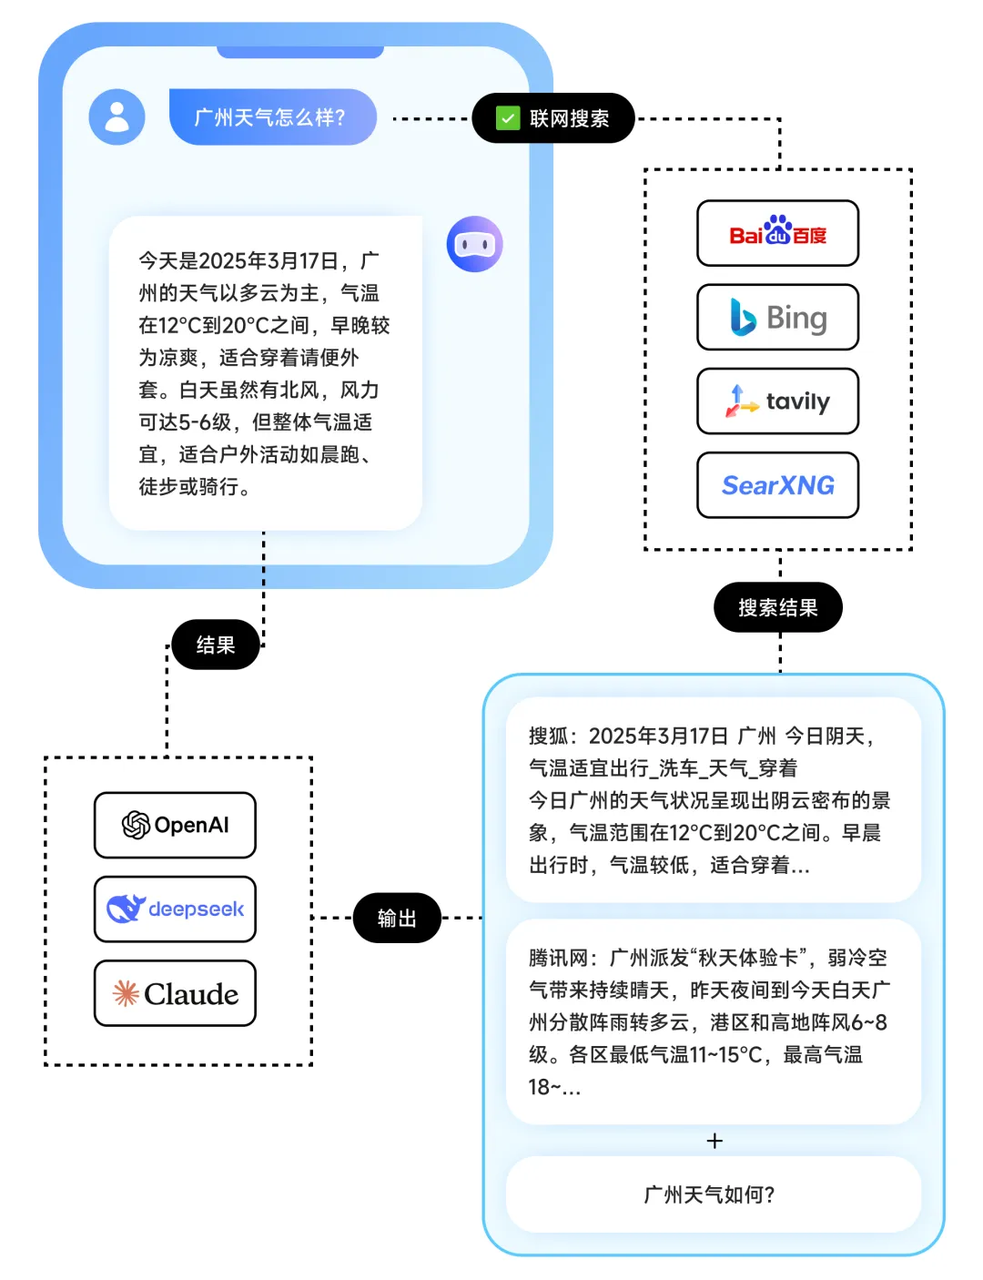 广州天气怎么样?
联网搜索
Bai du 百度
Bing
tavily
SearXNG
今天是2025年3月17日，广
州的天气以多云为主，气温
在12°C到20°C之间，早晚较
为凉爽，适合穿着请便外
套。白天虽然有北风，风力
可达5-6级，但整体气温适
宜，适合户外活动如晨跑、
徒步或骑行。
搜索结果
结果
搜狐：2025年3月17日 广州 今日阴天，
气温适宜出行_洗车_天气_穿着
今日广州的天气状况呈现出阴云密布的景
象，气温范围在12°C到20°C之间。早晨
出行时，气温较低，适合穿着...
腾讯网：广州派发“秋天体验卡”，弱冷空
气带来持续晴天，昨天夜间到今天白天广
州分散阵雨转多云，港区和高地阵风6~8
级。各区最低气温11~15°C，最高气温
18~...
+
广州天气如何?
输出
OpenAI
deepseek
Claude